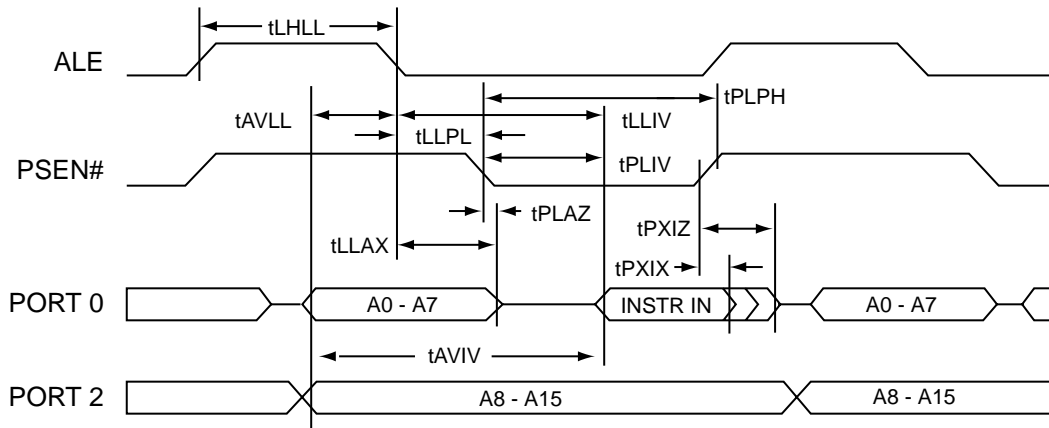 tLHLL
ALE
tPLPH
tAVLL
tLLIV
tLLPL
PSEN#
tPLIV
tPLAZ
tPXIZ
tLLAX
tPXIX
PORT 0
A0 - A7
INSTR IN
A0 - A7
tAVIV
PORT 2
A8 - A15
A8 - A15